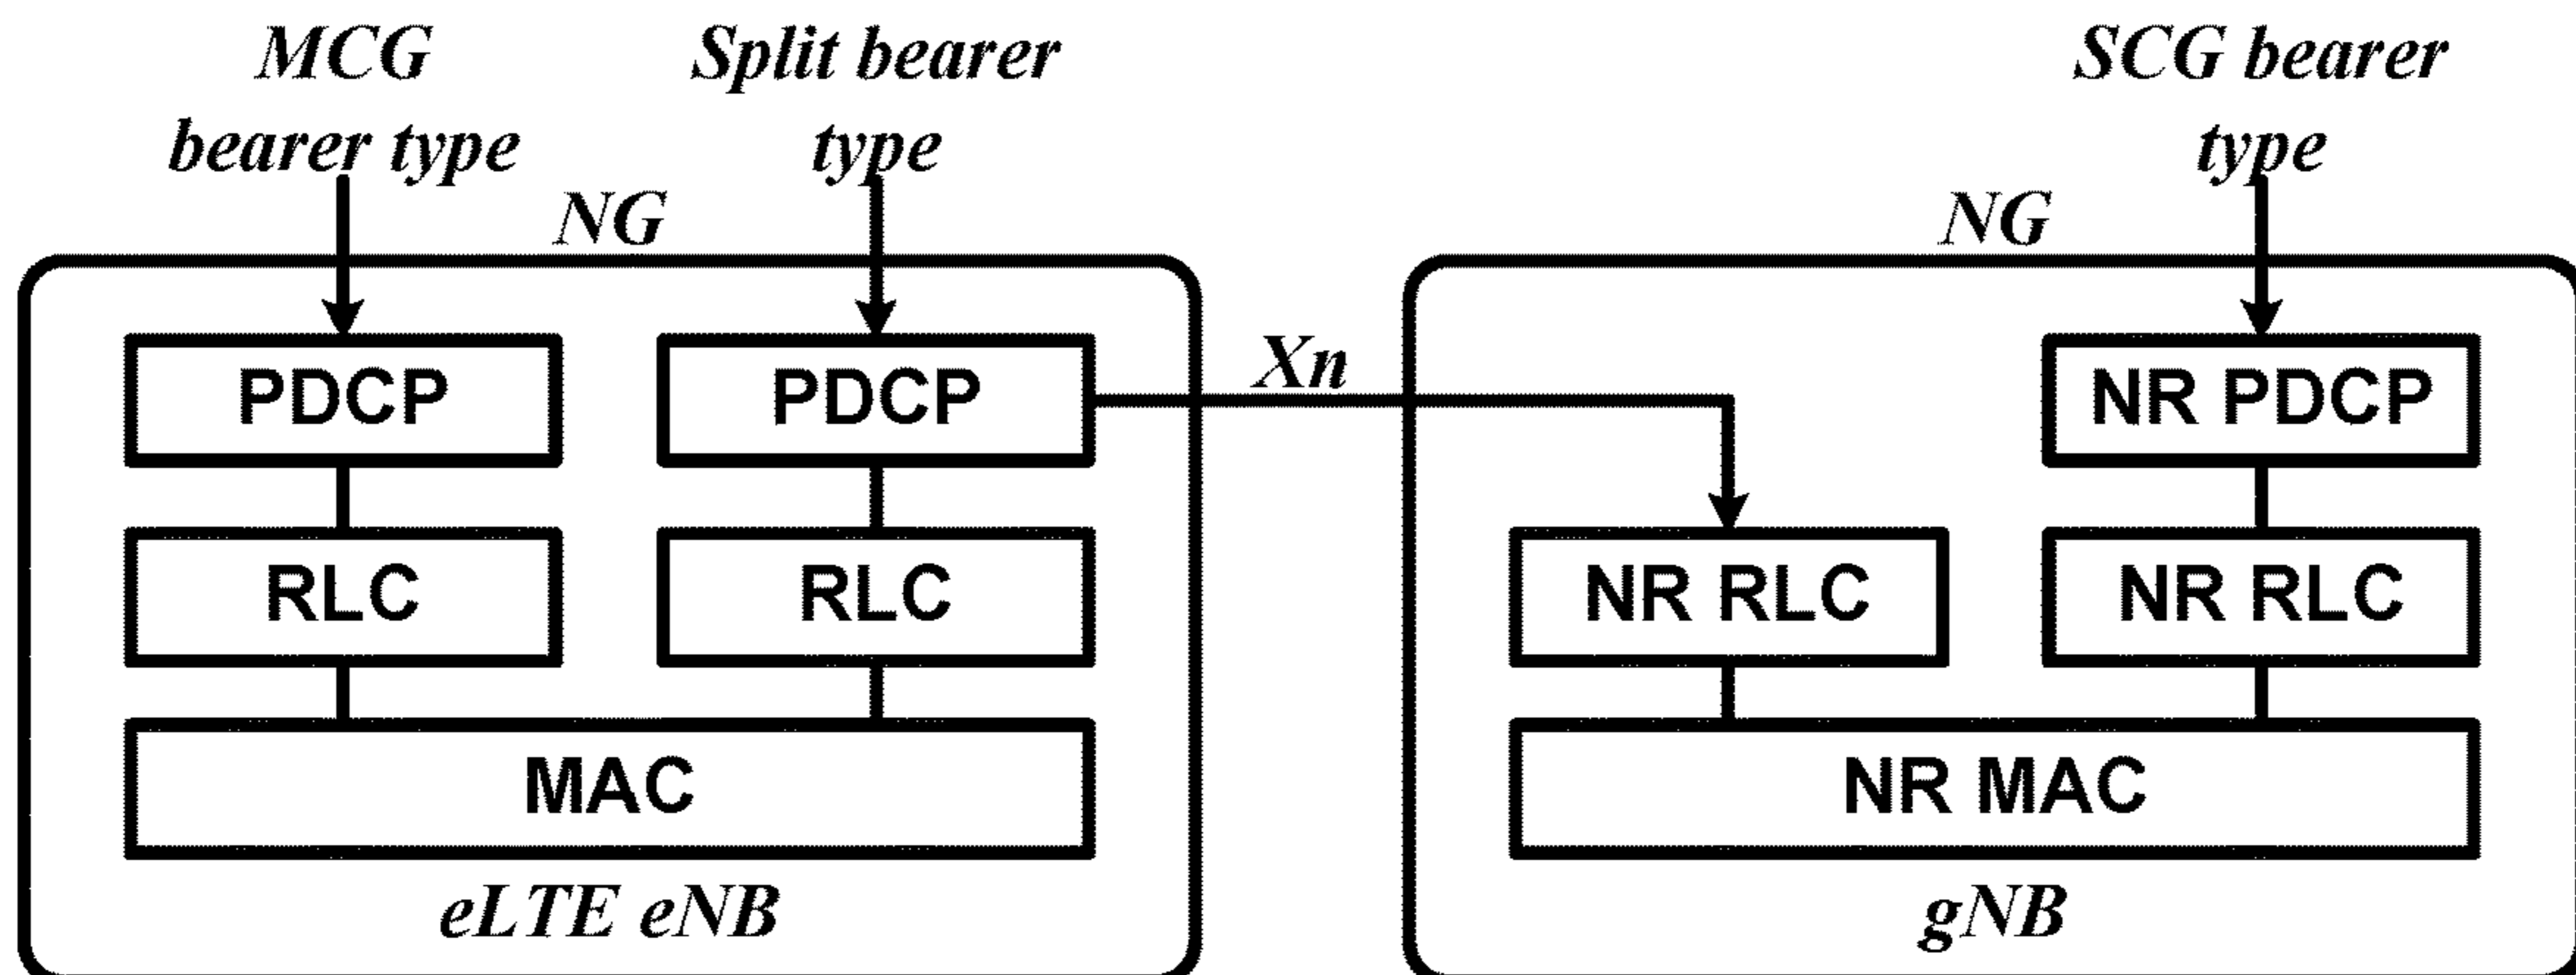 MCG
bearer type
Split bearer
type
SCG bearer
type
NG
NG
Xn
PDCP
PDCP
NR PDCP
RLC
RLC
NR RLC
NR RLC
MAC
NR MAC
eLTE eNB
gNB